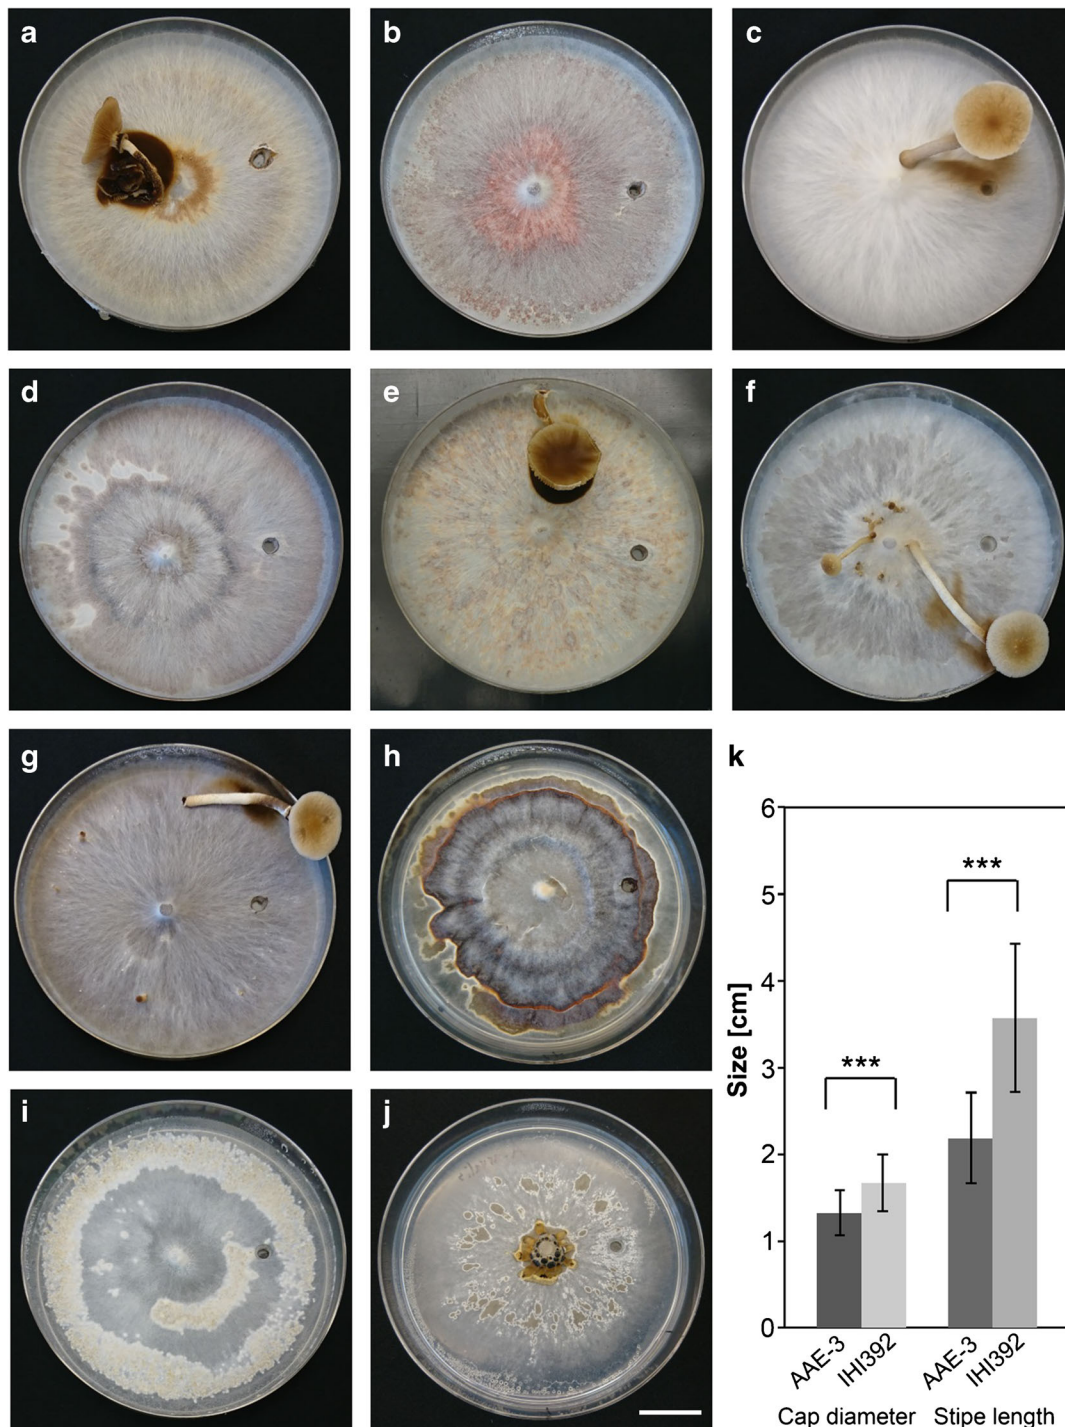 a
b
c
d
e
f
g
h
i
j
k
6
5
4
3
2
1
0
Size [cm]
***
***
AAE-3
IHI392
AAE-3
IHI392
Cap diameter
Stipe length